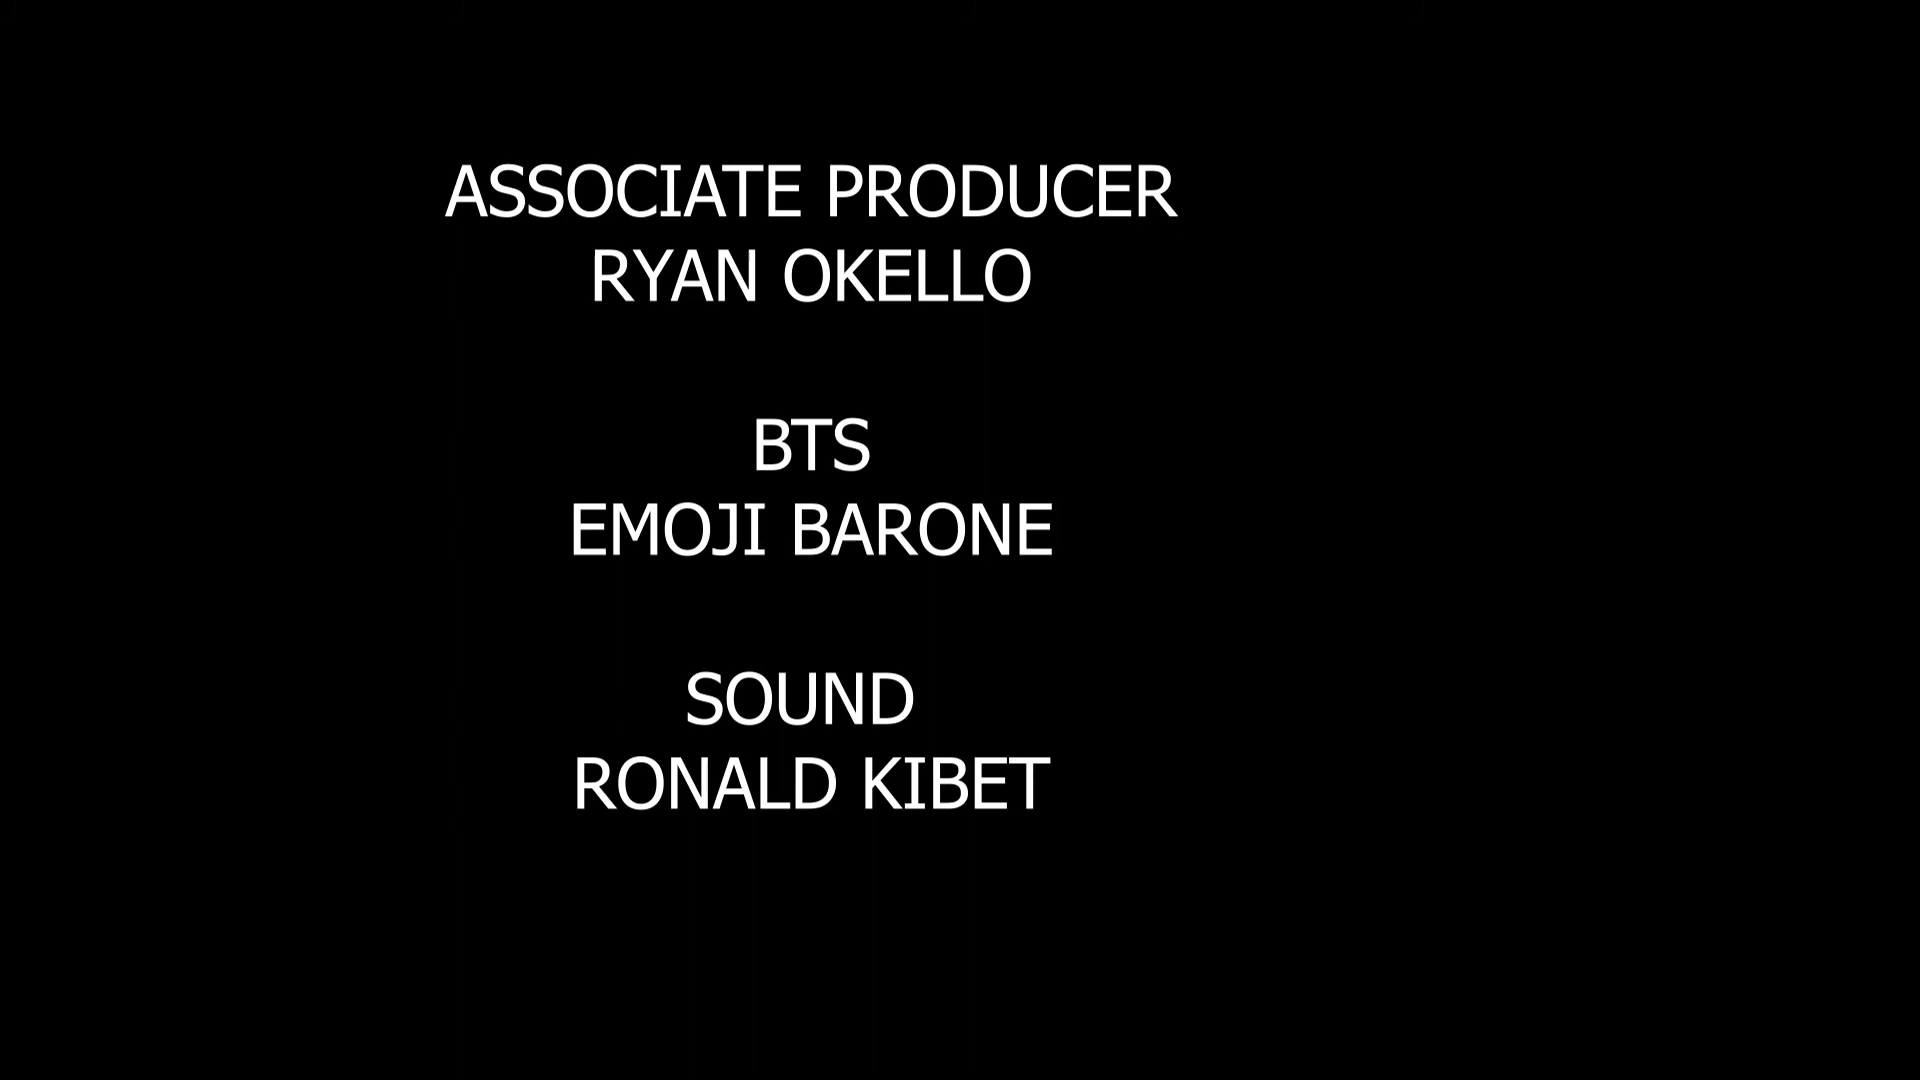 ASSOCIATE PRODUCER
RYAN OKELLO
BTS
EMOJI BARONE
SOUND
RONALD KIBET